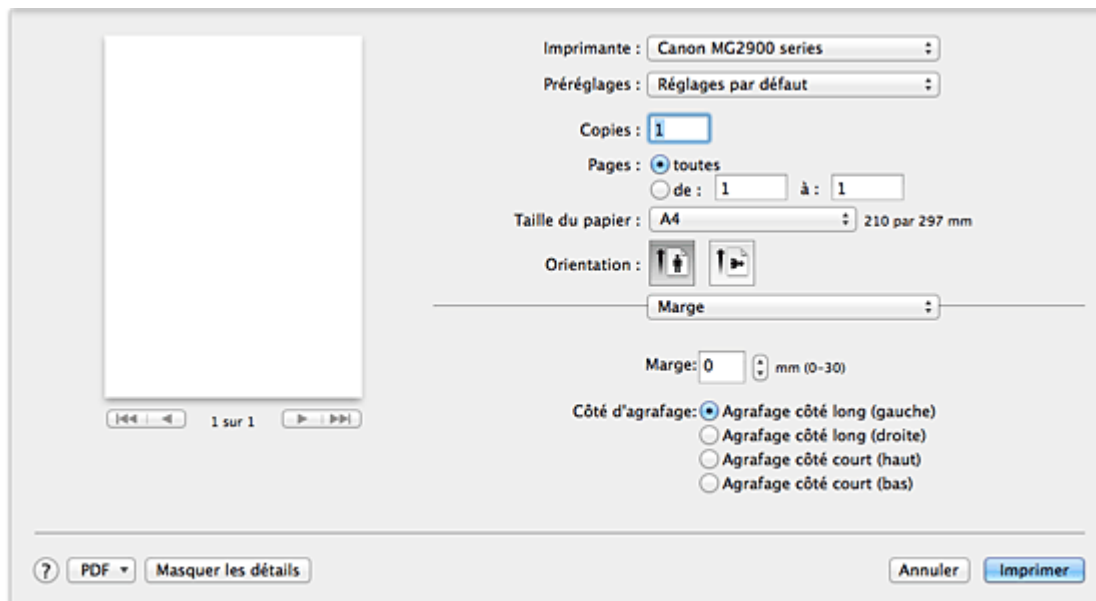 Imprimante : Canon MG2900 series
Préréglages : Réglages par défaut
Copies : 1
Pages : toutes
de : 1 à : 1
Taille du papier : A4 210 par 297 mm
Orientation :
Marge
Marge: 0 mm (0-30)
Côté d'agrafage: Agrafage côté long (gauche)
Agrafage côté long (droite)
Agrafage côté court (haut)
Agrafage côté court (bas)
1 sur 1
? PDF Masquer les détails Annuler Imprimer